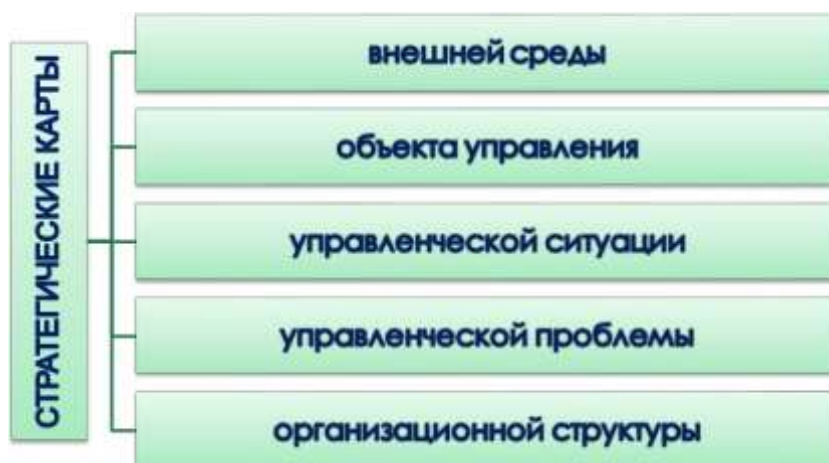 СТРАТЕГИЧЕСКИЕ КАРТЫ
внешней среды
объекта управления
управленческой ситуации
управленческой проблемы
организационной структуры